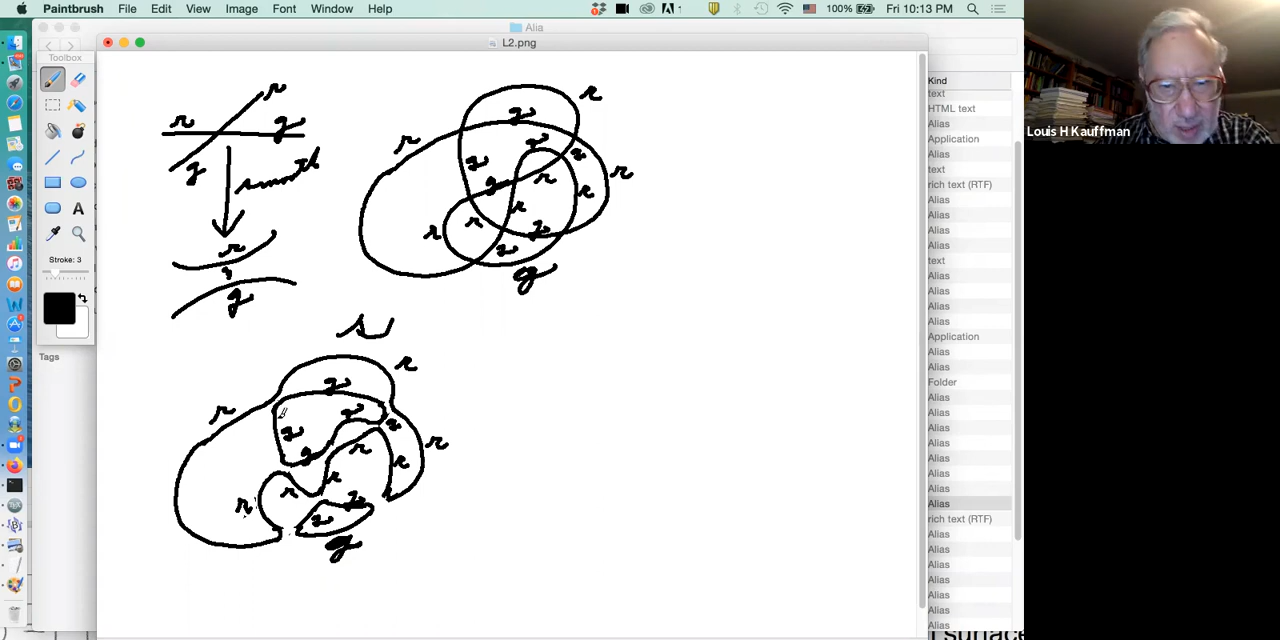 Paintbrush File Edit View Image Font Window Help
100% Fri 10:13 PM
Alia
L2.png
Toolbox
Stroke: 3
Tags
Kind
text
HTML text
Alias
Application
Alias
text
rich text (RTF)
Alias
Alias
Alias
text
Alias
Alias
Alias
Alias
Application
Alias
Folder
Alias
Alias
Alias
Alias
Alias
Alias
Alias
Alias
rich text (RTF)
Alias
Alias
Alias
Alias
Alias
Alias
Alias
Louis H Kauffman
r
r
g
g
smooth
r
g
r
r
r
r
r
r
r
r
g
r
r
r
r
r
r
r
r
g